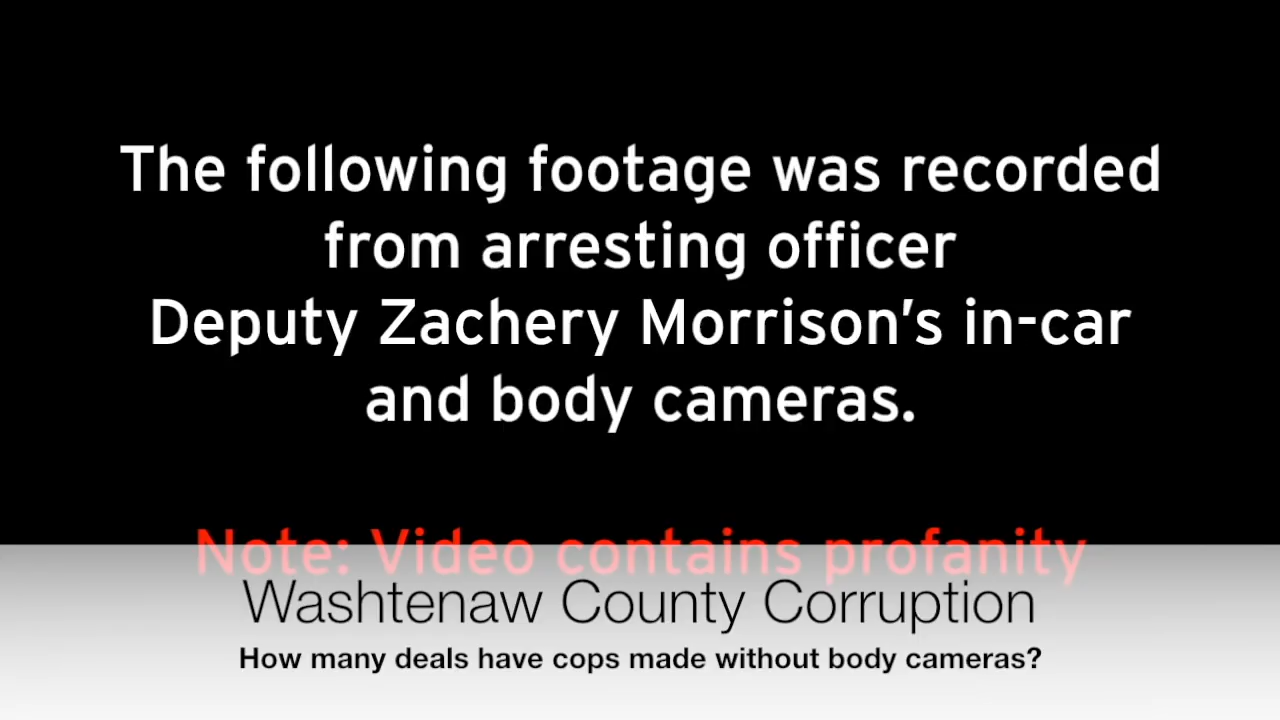 The following footage was recorded
from arresting officer
Deputy Zachery Morrison's in-car
and body cameras.
Note: Video contains profanity
Washtenaw County Corruption
How many deals have cops made without body cameras?